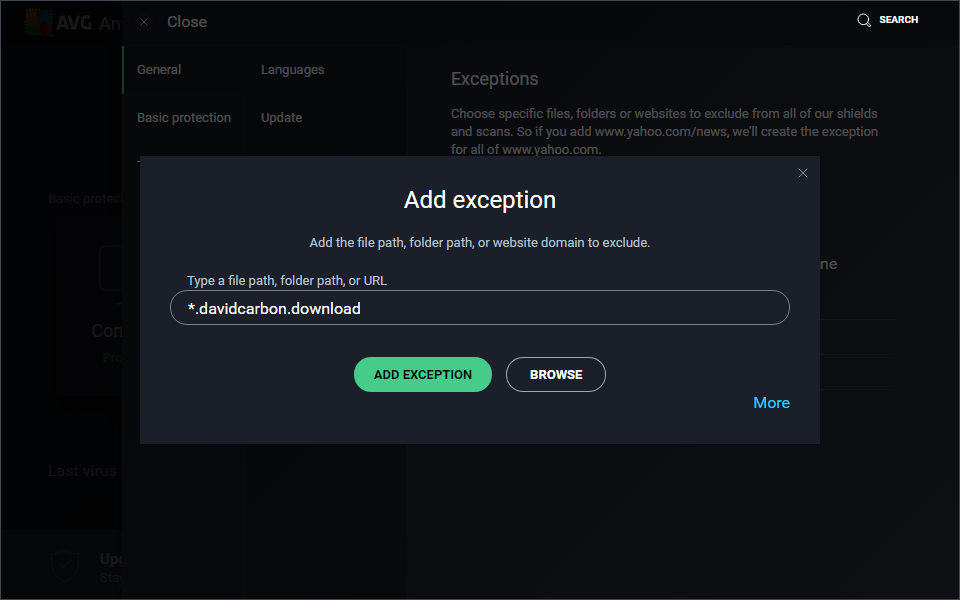 AVG An
Close
SEARCH
General
Languages
Exceptions
Basic protection
Update
Choose specific files, folders or websites to exclude from all of our shields
and scans. So if you add www.yahoo.com/news, we'll create the exception
for all of www.yahoo.com.
Basic protec
Add exception
Add the file path, folder path, or website domain to exclude.
ne
Type a file path, folder path, or URL
*.davidcarbon.download
Com
Pro
ADD EXCEPTION
BROWSE
More
Last virus
Upg